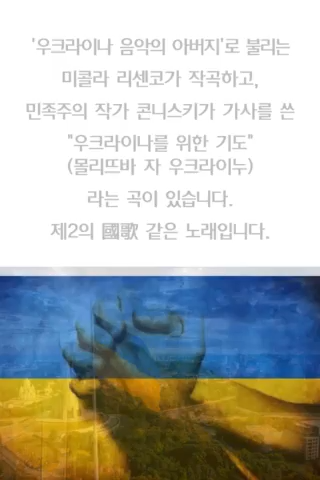 '우크라이나 음악의 아버지'로 불리는
미콜라 리센코가 작곡하고,
민족주의 작가 콘니스키가 가사를 쓴
"우크라이나를 위한 기도"
(몰리뜨바 자 우크라이누)
라는 곡이 있습니다.
제2의 國歌 같은 노래입니다.